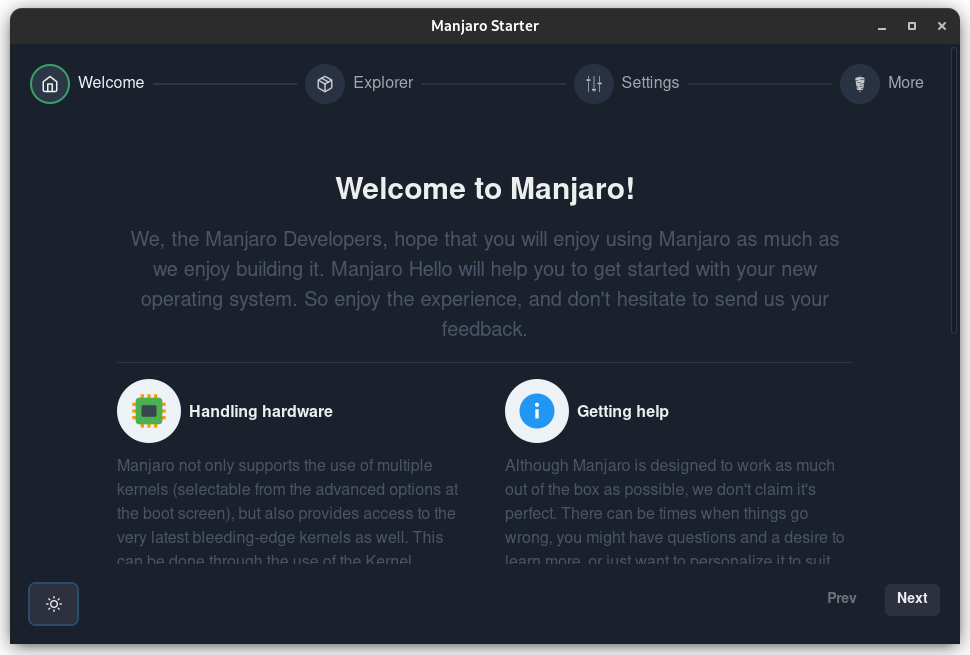 Manjaro Starter
Welcome
Explorer
Settings
More
Welcome to Manjaro!
We, the Manjaro Developers, hope that you will enjoy using Manjaro as much as
we enjoy building it. Manjaro Hello will help you to get started with your new
operating system. So enjoy the experience, and don't hesitate to send us your
feedback.
Handling hardware
Manjaro not only supports the use of multiple
kernels (selectable from the advanced options at
the boot screen), but also provides access to the
very latest bleeding-edge kernels as well. This
can be done through the use of the Kernel
Getting help
Although Manjaro is designed to work as much
out of the box as possible, we don't claim it's
perfect. There can be times when things go
wrong, you might have questions and a desire to
learn more, or just want to personalize it to suit
Prev
Next